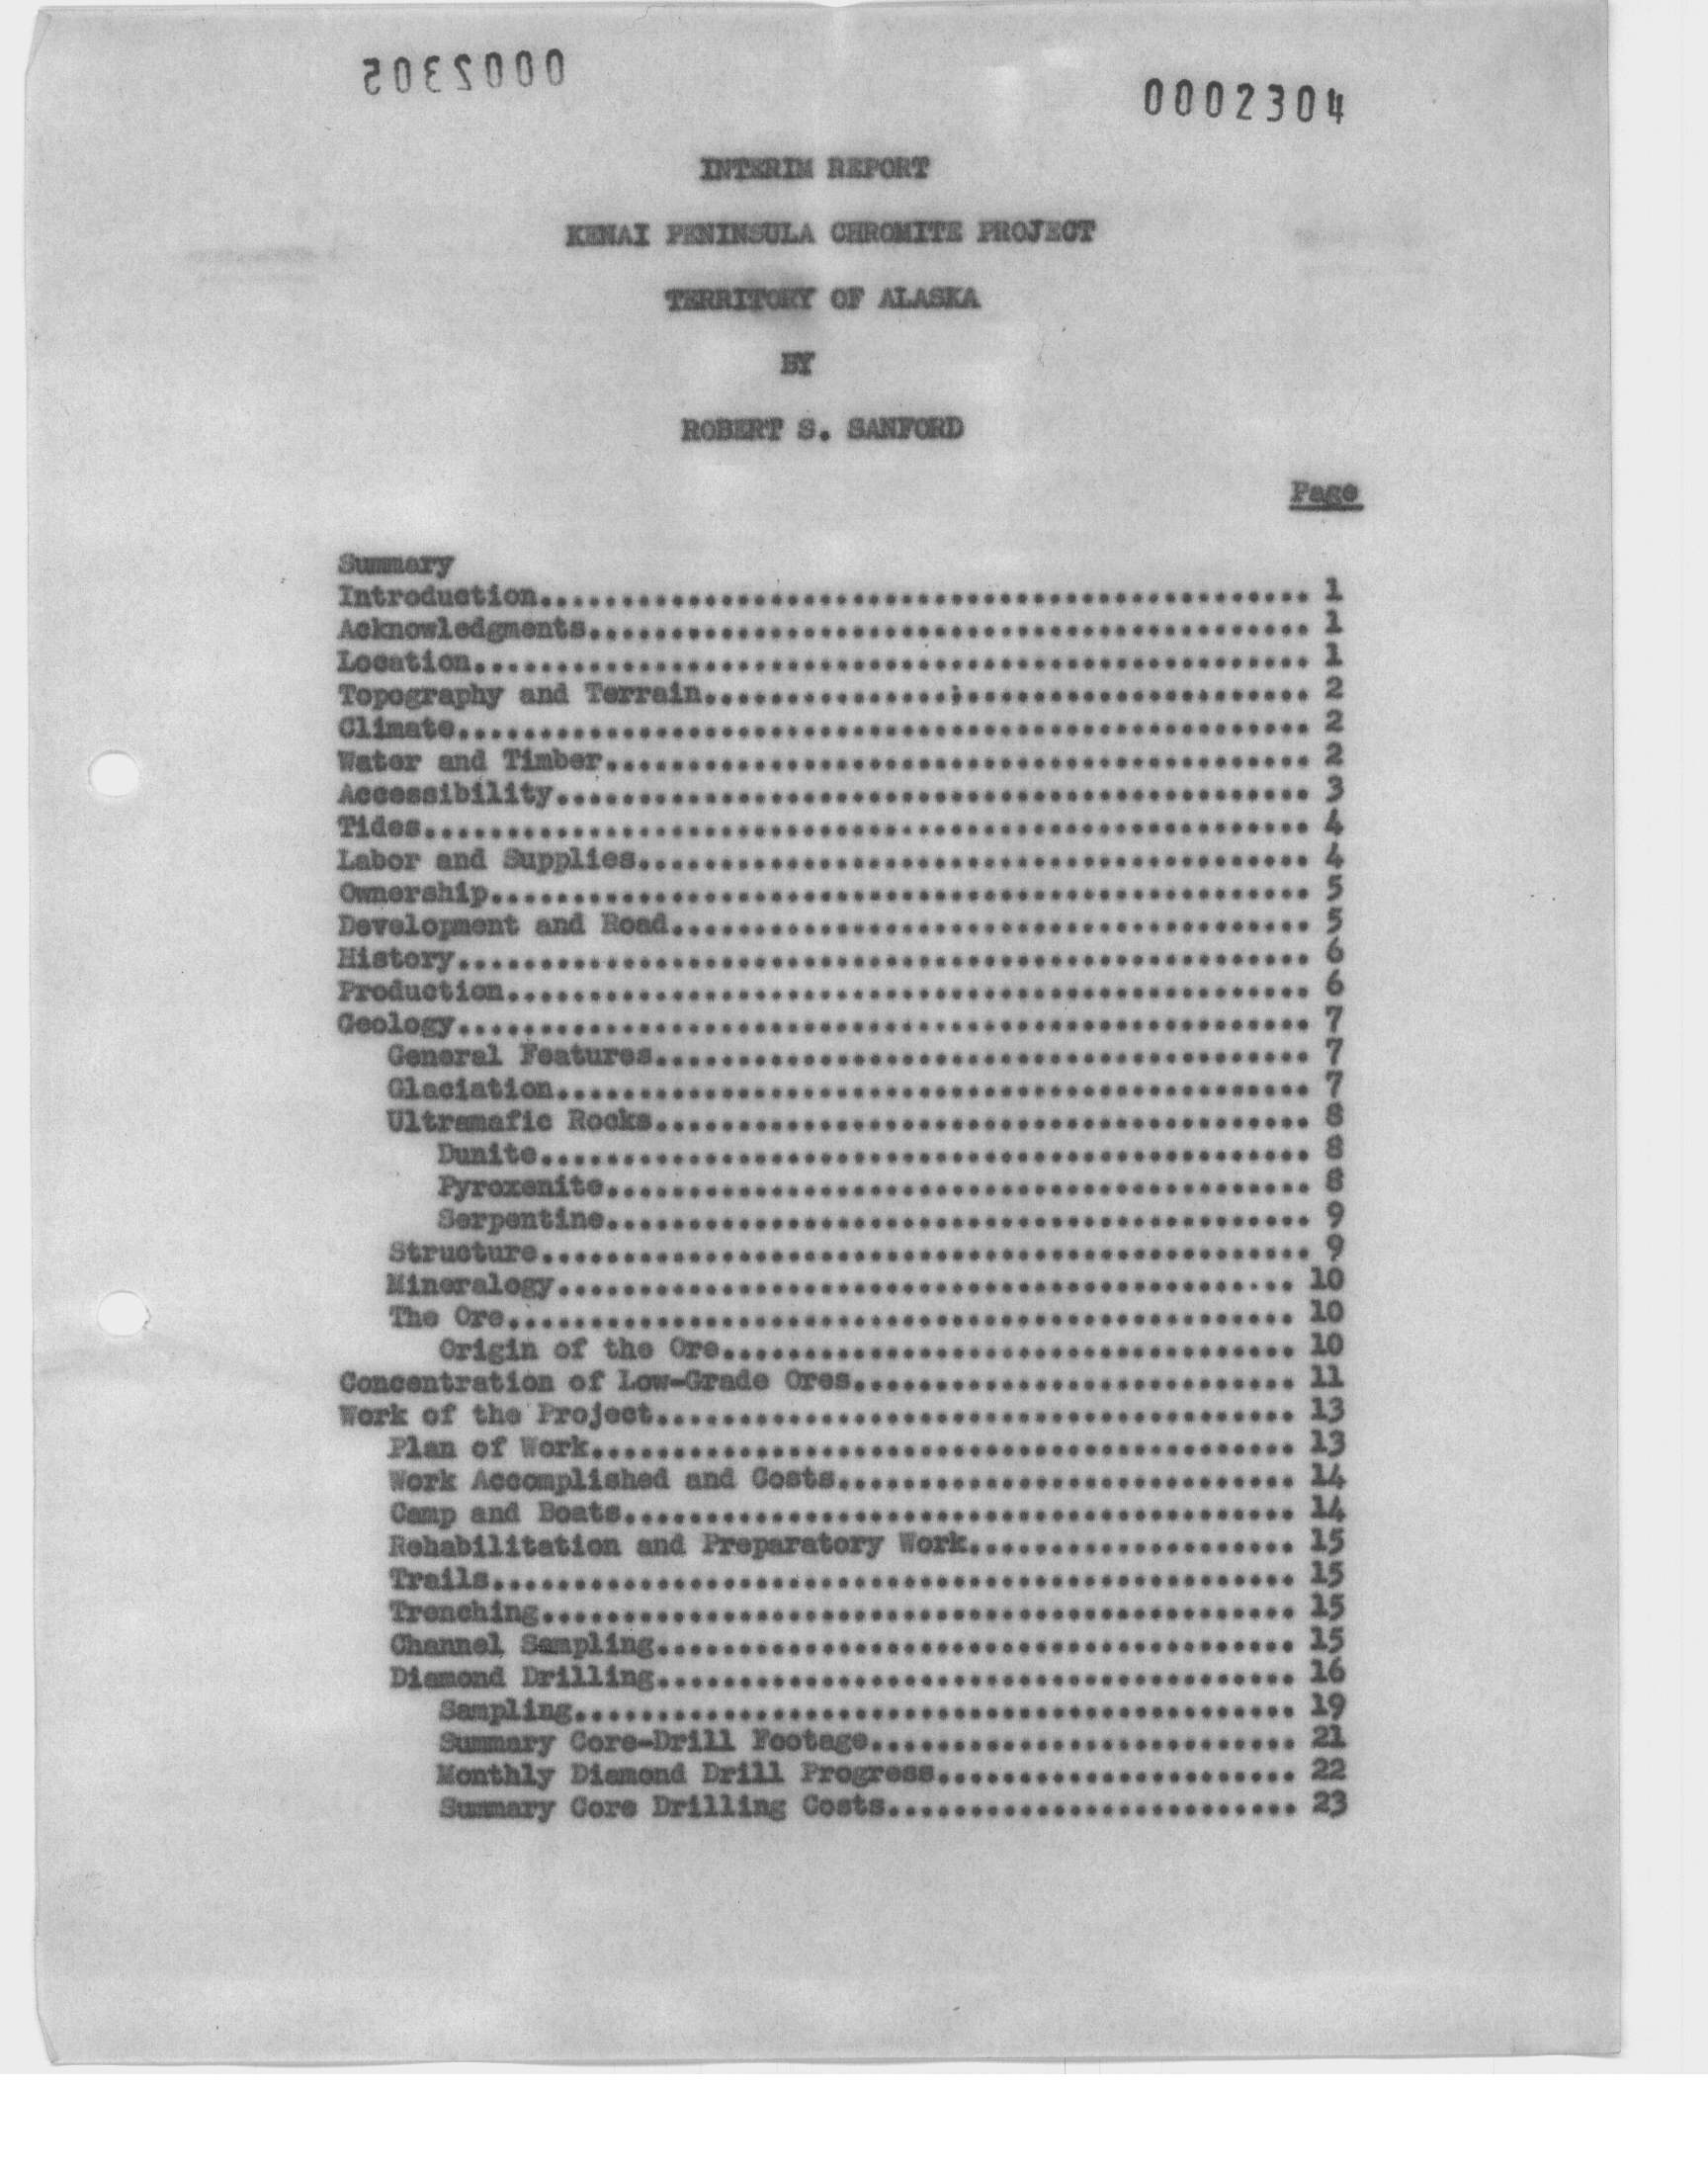 0002305
0002304
INTERIM REPORT
KENAI PENINSULA CHROMITE PROJECT
TERRITORY OF ALASKA
BY
ROBERT S. SANFORD
Page
Summary
Introduction............................................... 1
Acknowledgments............................................ 1
Location................................................... 1
Topography and Terrain..................................... 2
Climate.................................................... 2
Water and Timber........................................... 2
Accessibility.............................................. 3
Tides...................................................... 4
Labor and Supplies......................................... 4
Ownership.................................................. 5
Development and Road....................................... 5
History.................................................... 6
Production................................................. 6
Geology.................................................... 7
General Features........................................ 7
Glaciation.............................................. 7
Ultramafic Rocks........................................ 8
Dunite............................................... 8
Pyroxenite........................................... 8
Serpentine........................................... 9
Structure............................................... 9
Mineralogy............................................. 10
The Ore................................................ 10
Origin of the Ore................................... 10
Concentration of Low-Grade Ores........................... 11
Work of the Project....................................... 13
Plan of Work........................................... 13
Work Accomplished and Costs............................ 14
Camp and Boats......................................... 14
Rehabilitation and Preparatory Work.................... 15
Trails................................................. 15
Trenching.............................................. 15
Channel Sampling....................................... 15
Diamond Drilling....................................... 16
Sampling............................................ 19
Summary Core-Drill Footage.......................... 21
Monthly Diamond Drill Progress...................... 22
Summary Core Drilling Costs......................... 23